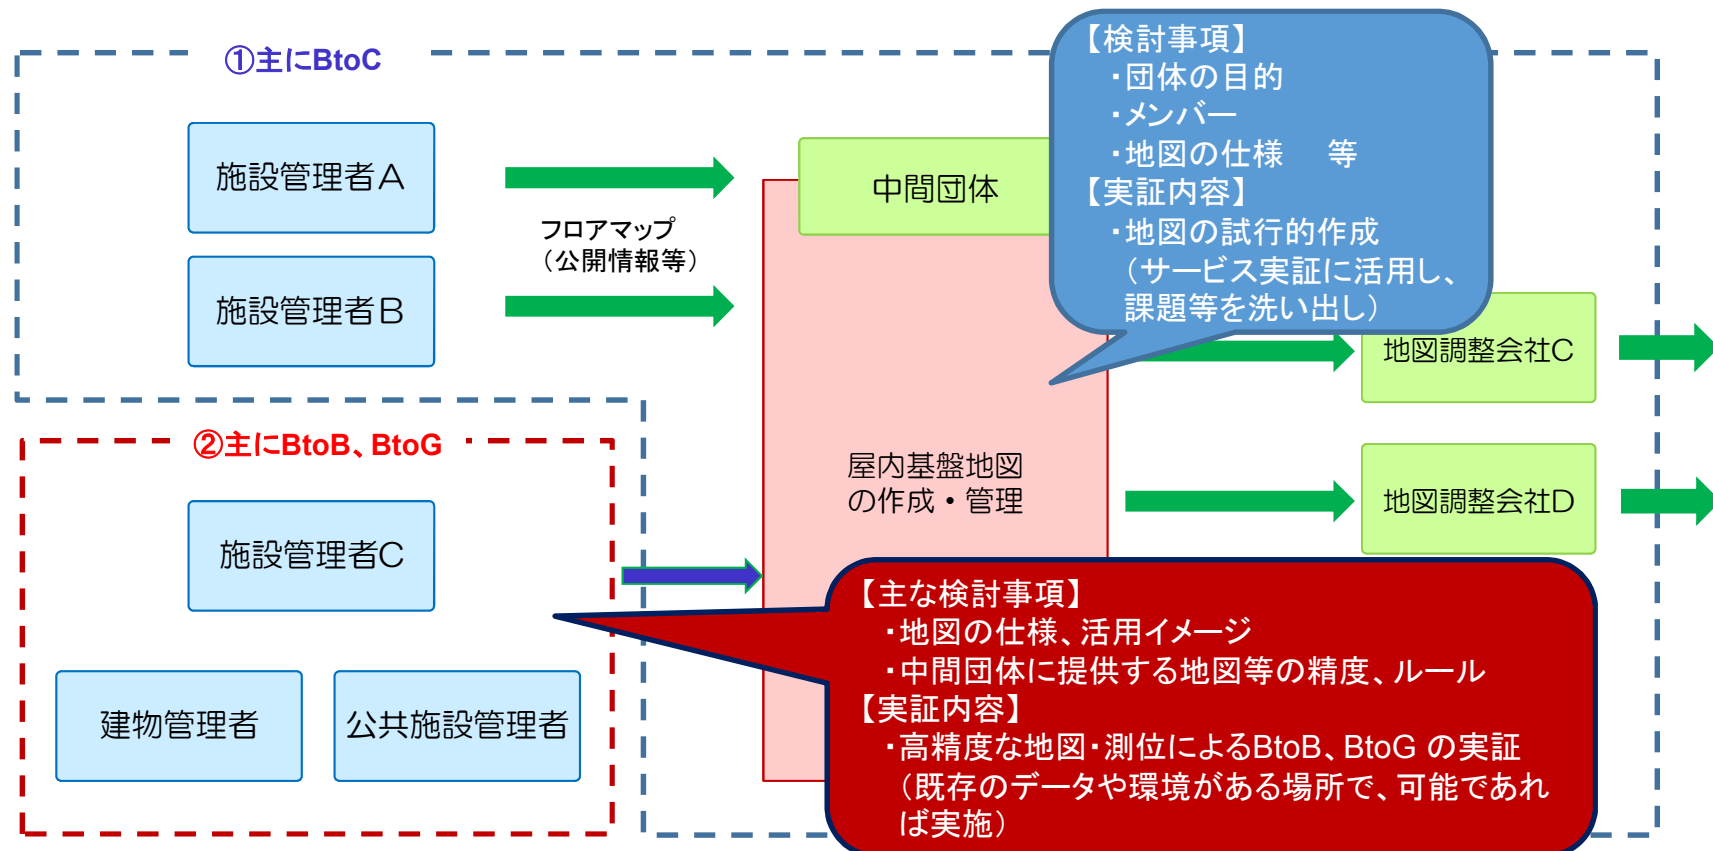 ①主にBtoC
施設管理者A
施設管理者B
フロアマップ
（公開情報等）
中間団体
【検討事項】
・団体の目的
・メンバー
・地図の仕様　等
【実証内容】
・地図の試行的作成
（サービス実証に活用し、
課題等を洗い出し）
地図調整会社C
屋内基盤地図
の作成・管理
地図調整会社D
②主にBtoB、BtoG
施設管理者C
建物管理者
公共施設管理者
【主な検討事項】
・地図の仕様、活用イメージ
・中間団体に提供する地図等の精度、ルール
【実証内容】
・高精度な地図・測位によるBtoB、BtoG の実証
（既存のデータや環境がある場所で、可能であれ
ば実施）